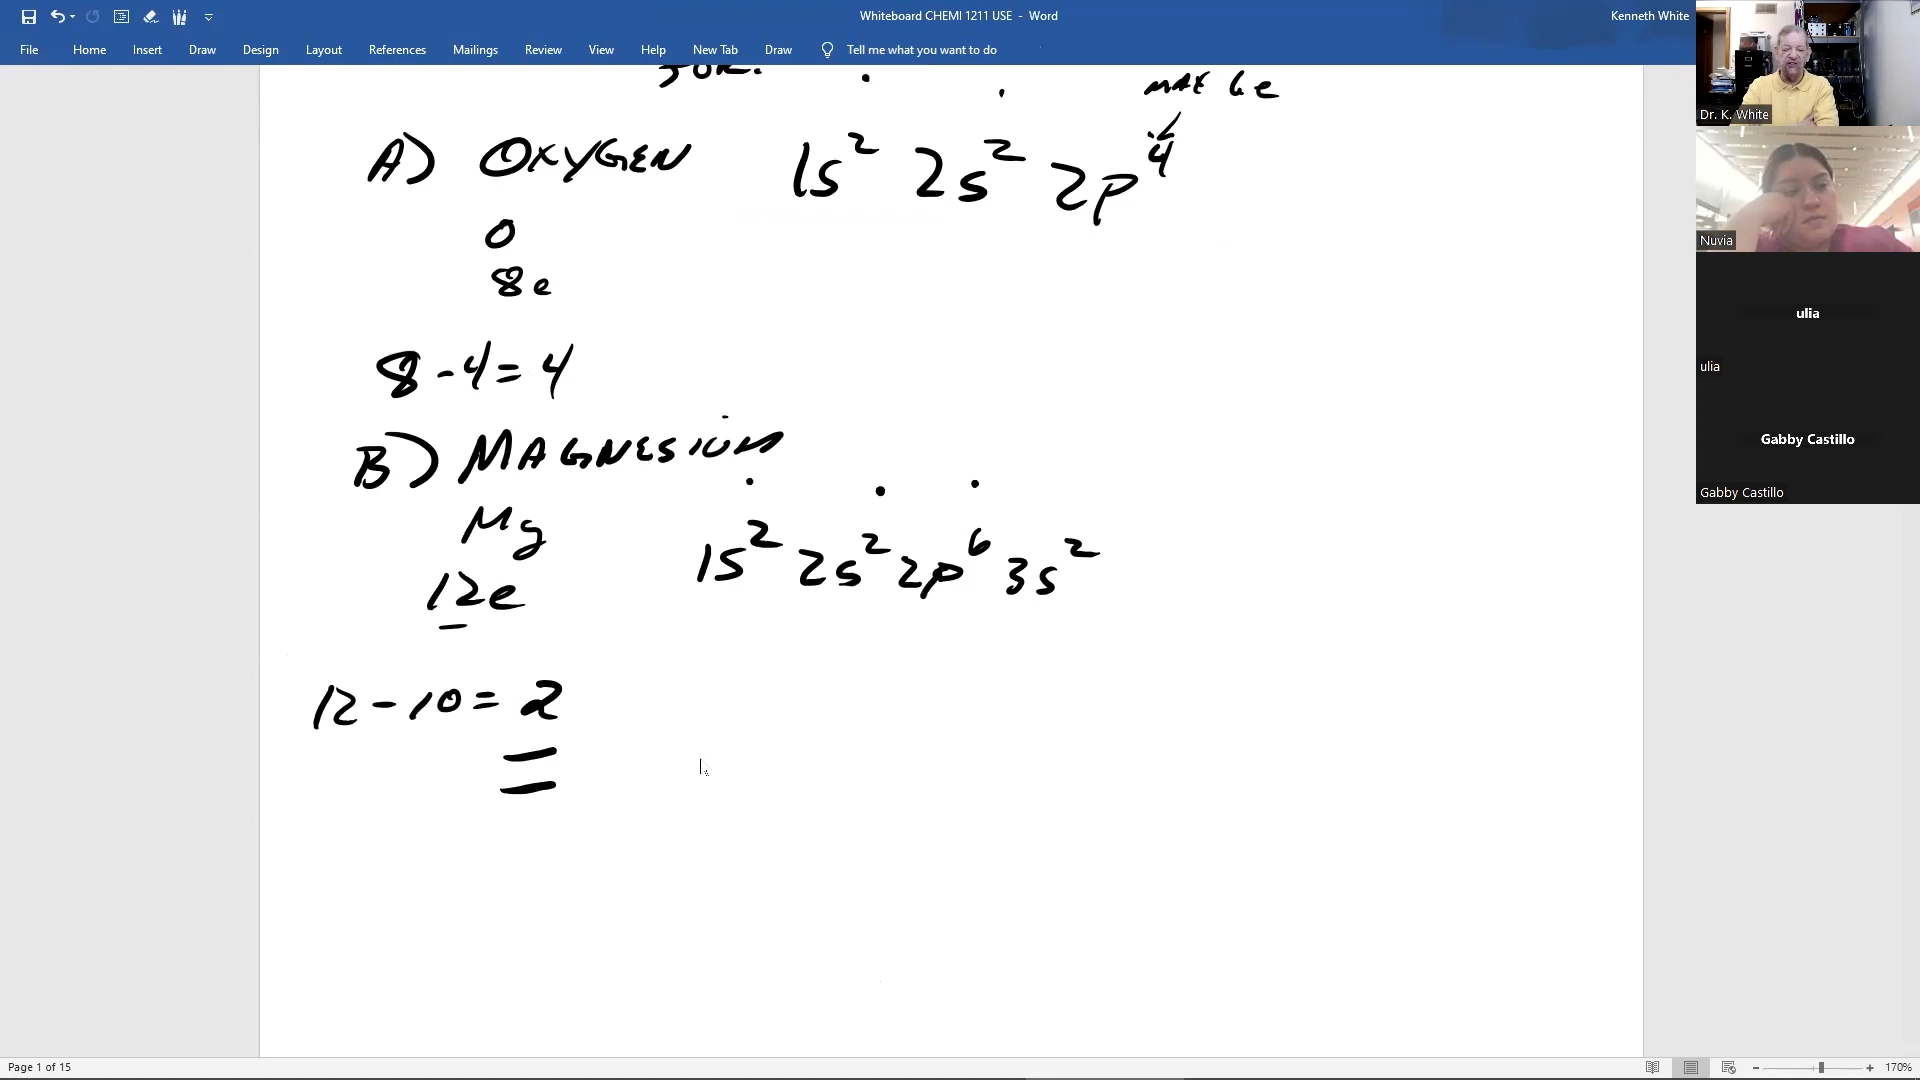 Whiteboard CHEMI 1211 USE - Word
Kenneth White
File Home Insert Draw Design Layout References Mailings Review View Help New Tab Draw Tell me what you want to do
FOR:
MAX 6e
A) OXYGEN 1s² 2s² 2p⁴
O
8e
8-4=4
B) MAGNESIUM
Mg
1s² 2s² 2p⁶ 3s²
12e
12-10=2
Dr. K. White
Nuvia
ulia
ulia
Gabby Castillo
Gabby Castillo
Page 1 of 15
170%